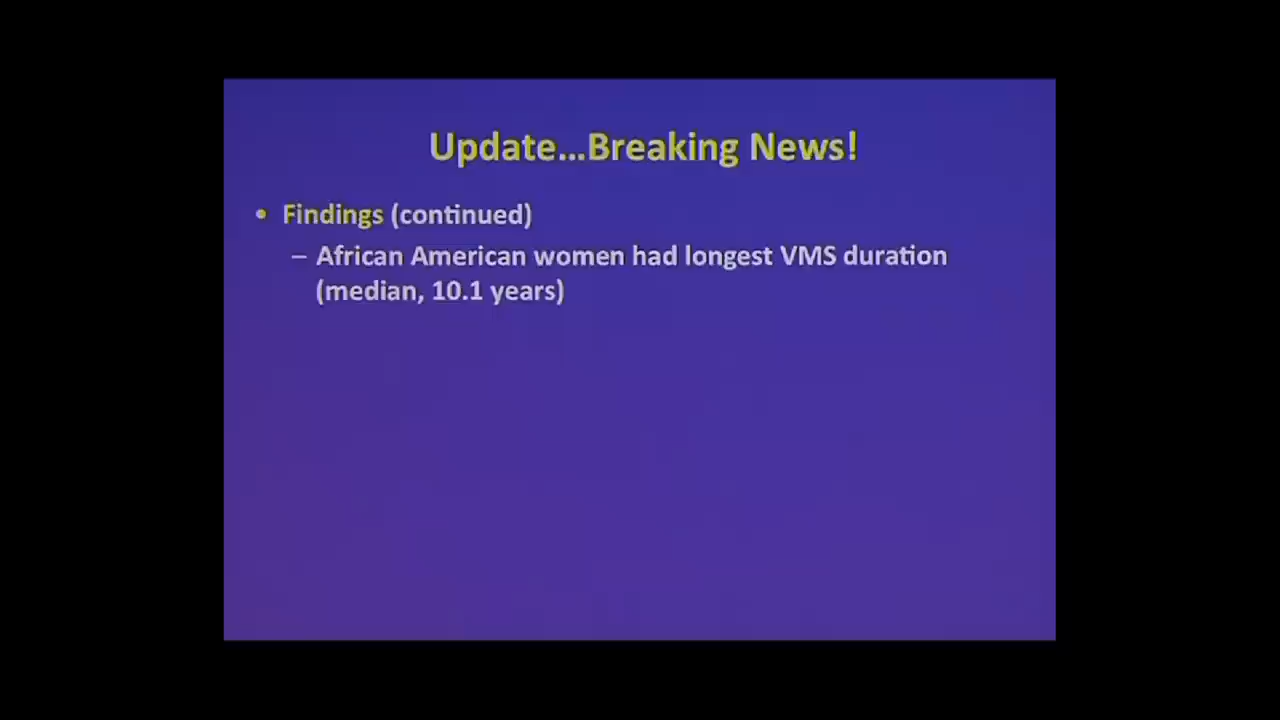 Update...Breaking News!
• Findings (continued)
– African American women had longest VMS duration
(median, 10.1 years)